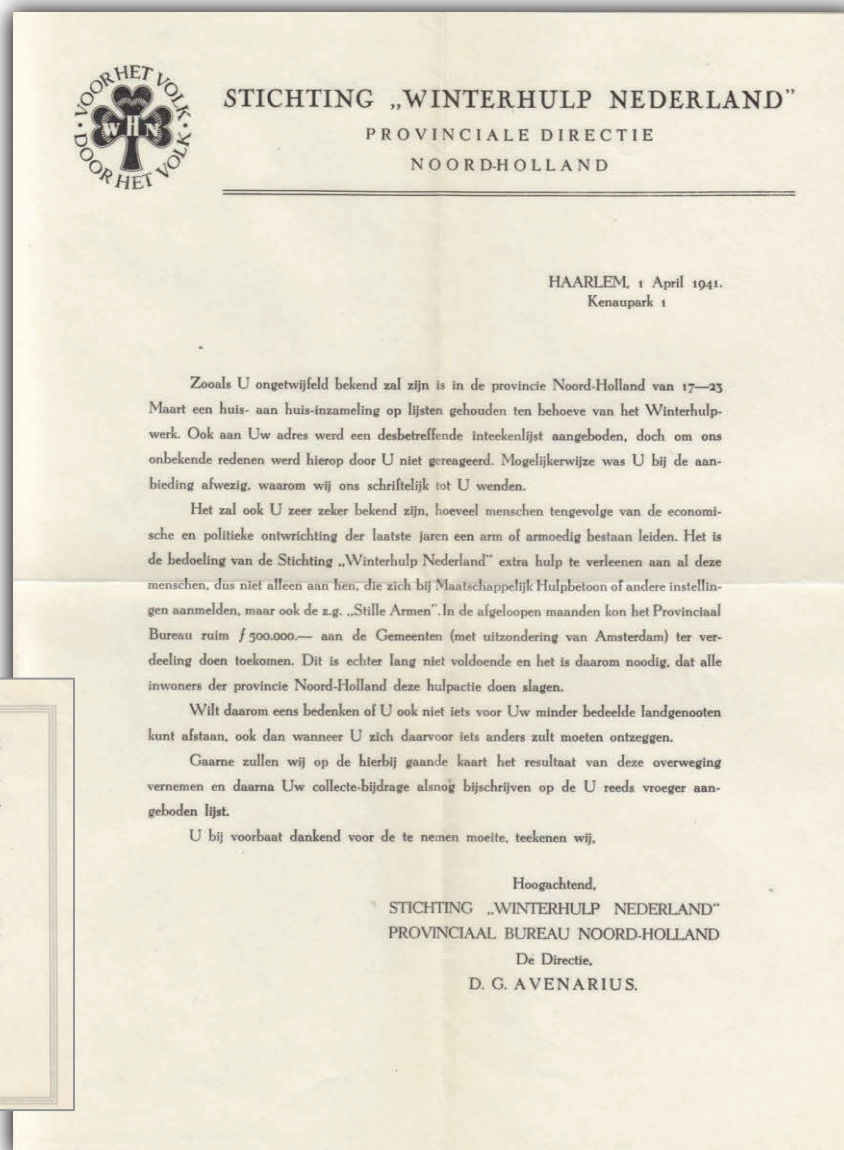 VOOR HET VOLK · DOOR HET VOLK ·
WHN
STICHTING „WINTERHULP NEDERLAND”
PROVINCIALE DIRECTIE
NOORD-HOLLAND
HAARLEM, 1 April 1941.
Kenaupark 1
Zooals U ongetwijfeld bekend zal zijn is in de provincie Noord-Holland van 17—23
Maart een huis- aan huis-inzameling op lijsten gehouden ten behoeve van het Winterhulp-
werk. Ook aan Uw adres werd een desbetreffende inteekenlijst aangeboden, doch om ons
onbekende redenen werd hierop door U niet gereageerd. Mogelijkerwijze was U bij de aan-
bieding afwezig, waarom wij ons schriftelijk tot U wenden.
Het zal ook U zeer zeker bekend zijn, hoeveel menschen tengevolge van de economi-
sche en politieke ontwrichting der laatste jaren een arm of armoedig bestaan leiden. Het is
de bedoeling van de Stichting „Winterhulp Nederland” extra hulp te verleenen aan al deze
menschen, dus niet alleen aan hen, die zich bij Maatschappelijk Hulpbetoon of andere instellin-
gen aanmelden, maar ook de z.g. „Stille Armen”. In de afgeloopen maanden kon het Provinciaal
Bureau ruim ƒ 500.000.— aan de Gemeenten (met uitzondering van Amsterdam) ter ver-
deeling doen toekomen. Dit is echter lang niet voldoende en het is daarom noodig, dat alle
inwoners der provincie Noord-Holland deze hulpactie doen slagen.
Wilt daarom eens bedenken of U ook niet iets voor Uw minder bedeelde landgenooten
kunt afstaan, ook dan wanneer U zich daarvoor iets anders zult moeten ontzeggen.
Gaarne zullen wij op de hierbij gaande kaart het resultaat van deze overweging
vernemen en daarna Uw collecte-bijdrage alsnog bijschrijven op de U reeds vroeger aan-
geboden lijst.
U bij voorbaat dankend voor de te nemen moeite, teekenen wij,
Hoogachtend,
STICHTING „WINTERHULP NEDERLAND”
PROVINCIAAL BUREAU NOORD-HOLLAND
De Directie,
D. G. AVENARIUS.